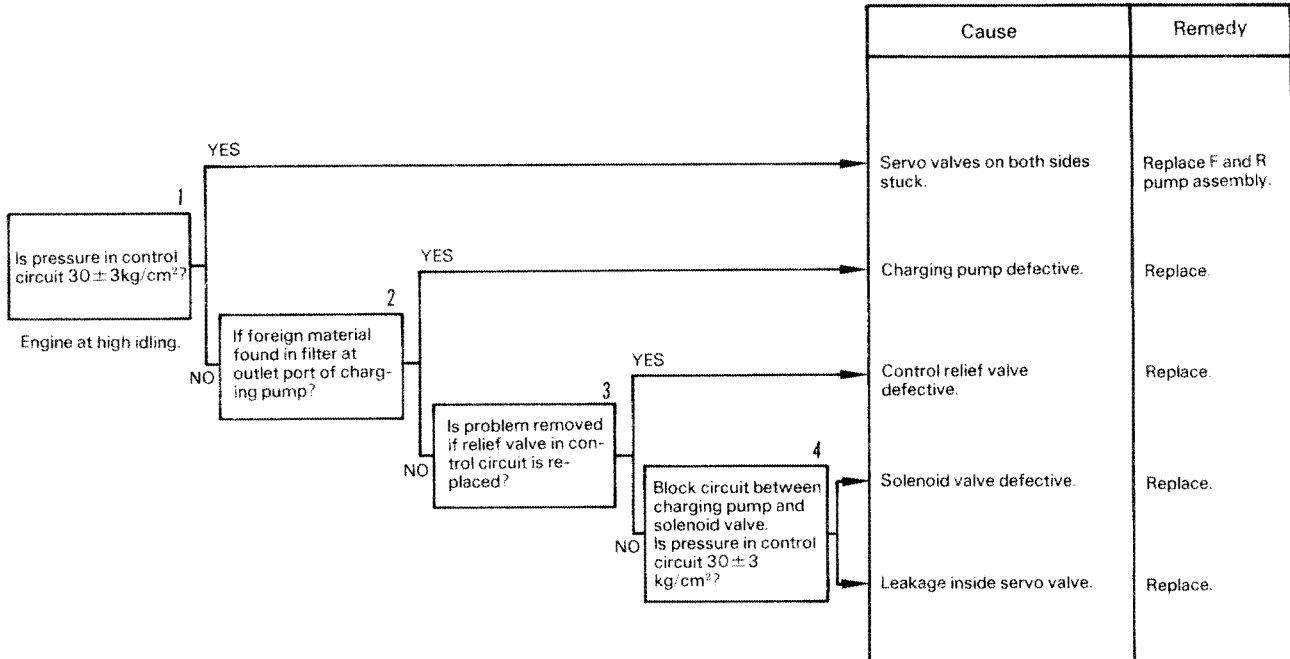 Cause
Remedy
YES
Servo valves on both sides
stuck.
Replace F and R
pump assembly.
1
Is pressure in control
circuit 30±3kg/cm²?
Engine at high idling.
YES
Charging pump defective.
Replace.
2
NO
If foreign material
found in filter at
outlet port of charg-
ing pump?
YES
Control relief valve
defective.
Replace.
3
NO
Is problem removed
if relief valve in con-
trol circuit is re-
placed?
4
NO
Block circuit between
charging pump and
solenoid valve.
Is pressure in control
circuit 30±3
kg/cm²?
Solenoid valve defective.
Replace.
Leakage inside servo valve.
Replace.